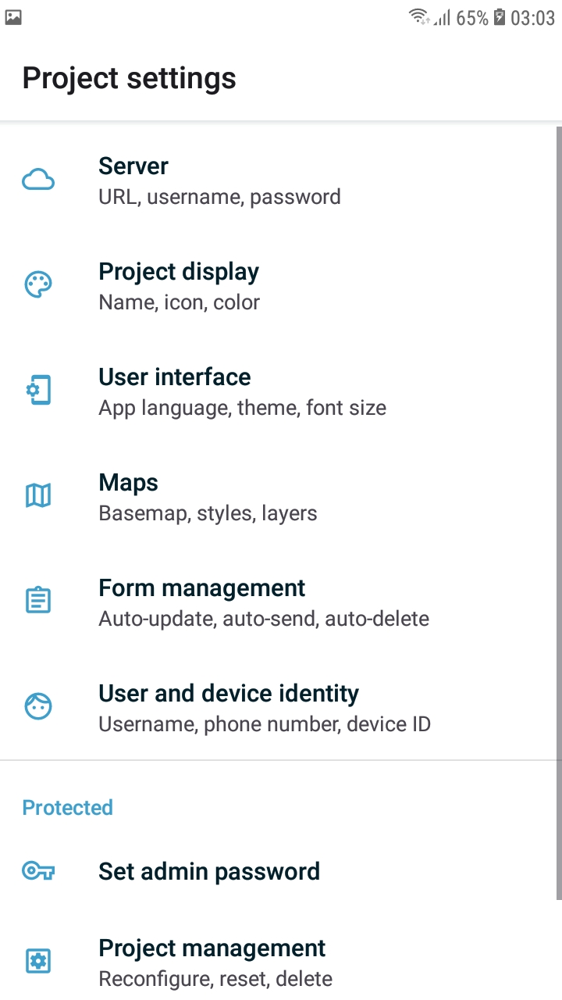 65% 03:03
Project settings
Server
URL, username, password
Project display
Name, icon, color
User interface
App language, theme, font size
Maps
Basemap, styles, layers
Form management
Auto-update, auto-send, auto-delete
User and device identity
Username, phone number, device ID
Protected
Set admin password
Project management
Reconfigure, reset, delete